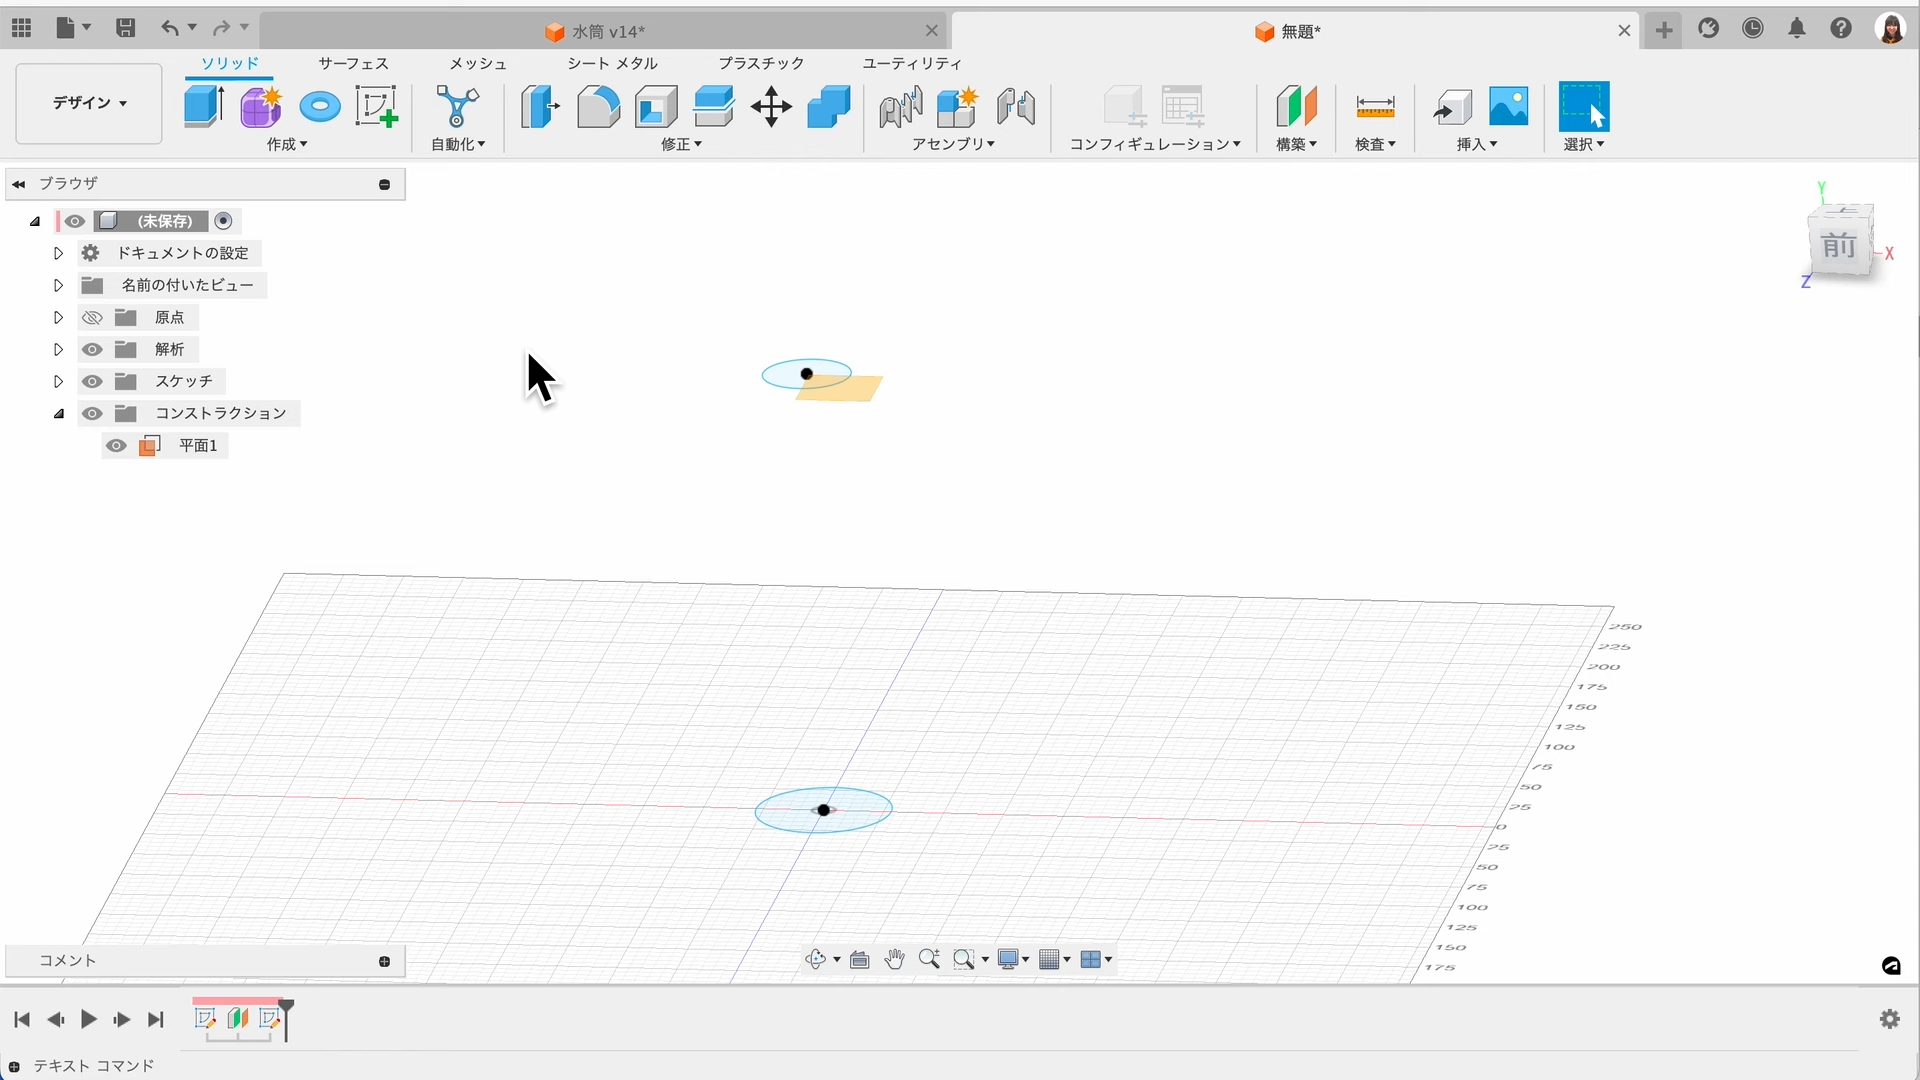 水筒 v14*
無題*
デザイン
ソリッド
サーフェス
メッシュ
シート メタル
プラスチック
ユーティリティ
作成
自動化
修正
アセンブリ
コンフィギュレーション
構築
検査
挿入
選択
ブラウザ
(未保存)
ドキュメントの設定
名前の付いたビュー
原点
解析
スケッチ
コンストラクション
平面1
Y
上
前
X
Z
250
225
200
175
150
125
100
75
50
25
0
25
50
75
100
125
150
175
コメント
テキスト コマンド